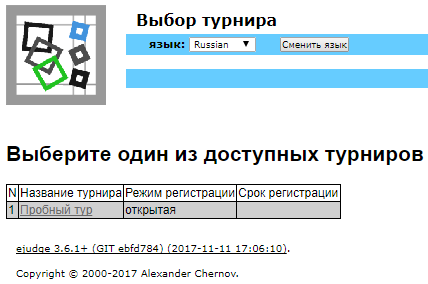 Выбор турнира
язык: Russian Сменить язык
Выберите один из доступных турниров
N Название турнира Режим регистрации Срок регистрации
1 Пробный тур открытая
ejudge 3.6.1+ (GIT ebfd784) (2017-11-11 17:06:10).
Copyright © 2000-2017 Alexander Chernov.